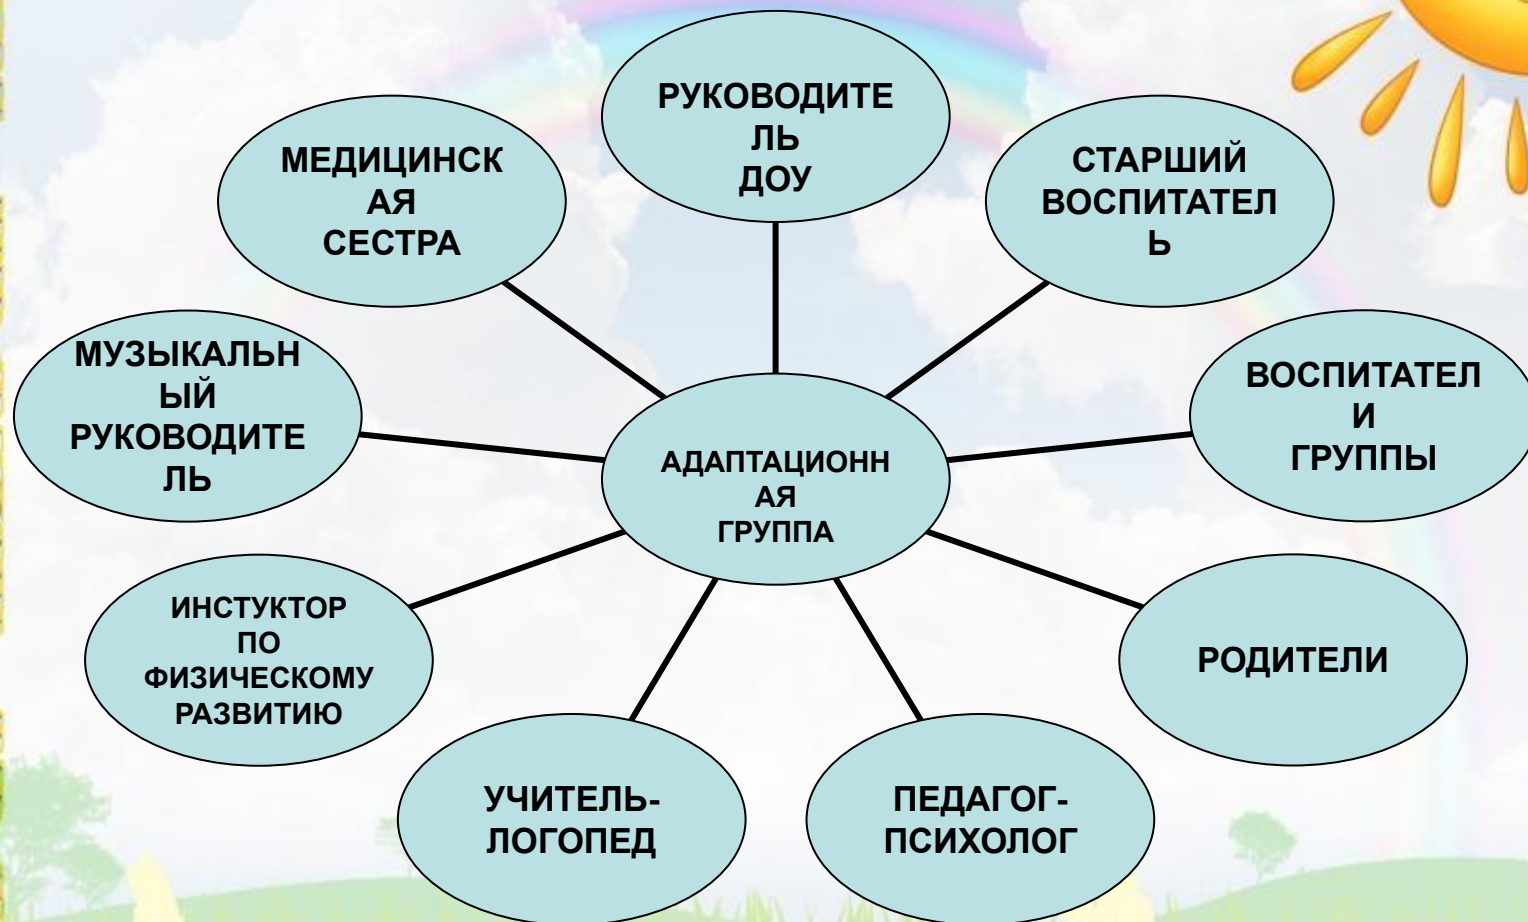 РУКОВОДИТЕ
ЛЬ
ДОУ
МЕДИЦИНСК
АЯ
СЕСТРА
СТАРШИЙ
ВОСПИТАТЕЛ
Ь
МУЗЫКАЛЬН
ЫЙ
РУКОВОДИТЕ
ЛЬ
ВОСПИТАТЕЛ
И
ГРУППЫ
АДАПТАЦИОНН
АЯ
ГРУППА
ИНСТУКТОР
ПО
ФИЗИЧЕСКОМУ
РАЗВИТИЮ
РОДИТЕЛИ
УЧИТЕЛЬ-
ЛОГОПЕД
ПЕДАГОГ-
ПСИХОЛОГ